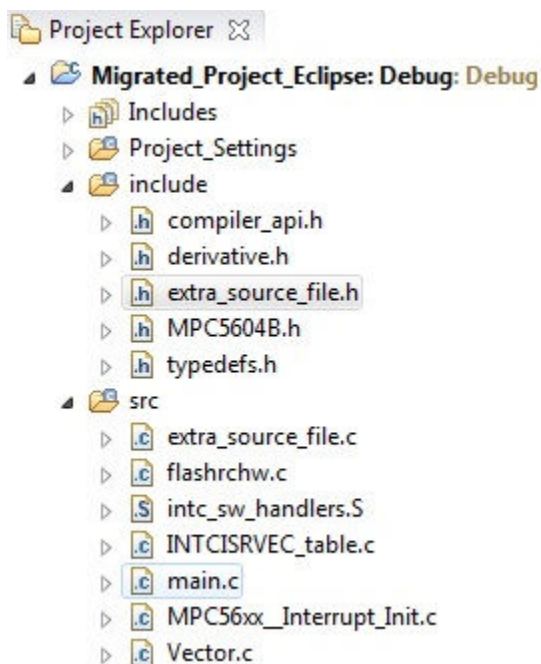 Project Explorer
Migrated_Project_Eclipse: Debug: Debug
Includes
Project_Settings
include
.h compiler_api.h
.h derivative.h
.h extra_source_file.h
.h MPC5604B.h
.h typedefs.h
src
.c extra_source_file.c
.c flashrchw.c
.S intc_sw_handlers.S
.c INTCISRVEC_table.c
.c main.c
.c MPC56xx__Interrupt_Init.c
.c Vector.c